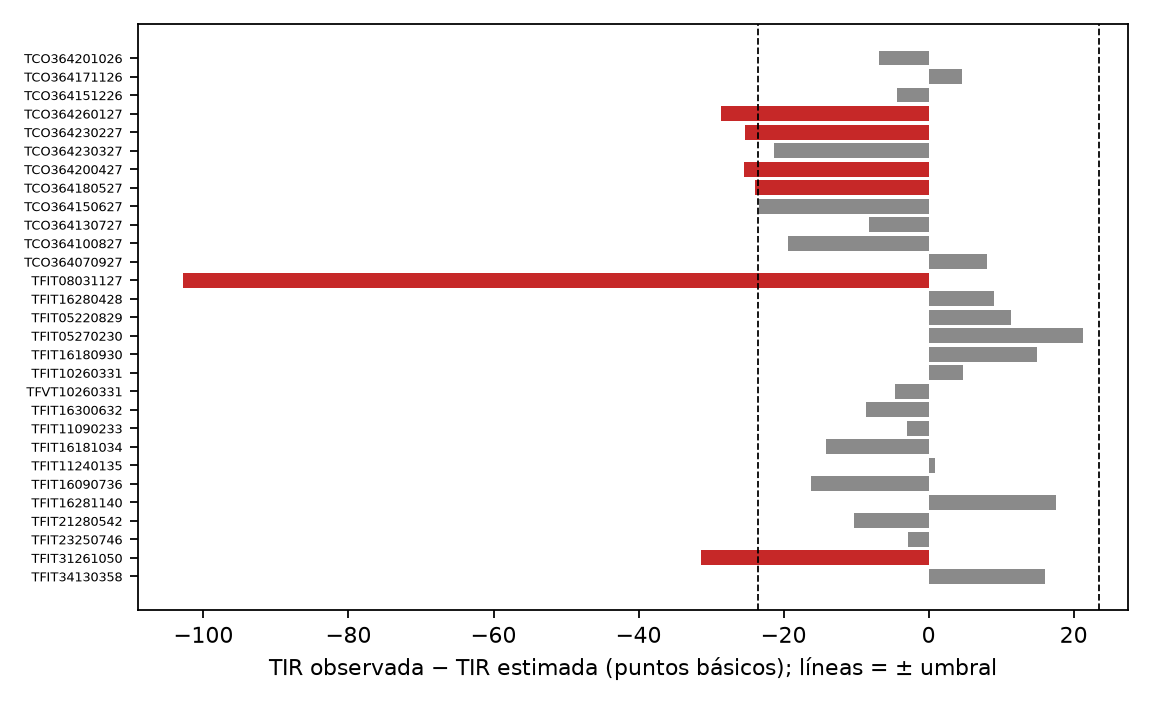 TCO364201026
TCO364171126
TCO364151226
TCO364260127
TCO364230227
TCO364230327
TCO364200427
TCO364180527
TCO364150627
TCO364130727
TCO364100827
TCO364070927
TFIT08031127
TFIT16280428
TFIT05220829
TFIT05270230
TFIT16180930
TFIT10260331
TFVT10260331
TFIT16300632
TFIT11090233
TFIT16181034
TFIT11240135
TFIT16090736
TFIT16281140
TFIT21280542
TFIT23250746
TFIT31261050
TFIT34130358
−100 −80 −60 −40 −20 0 20
TIR observada − TIR estimada (puntos básicos); líneas = ± umbral